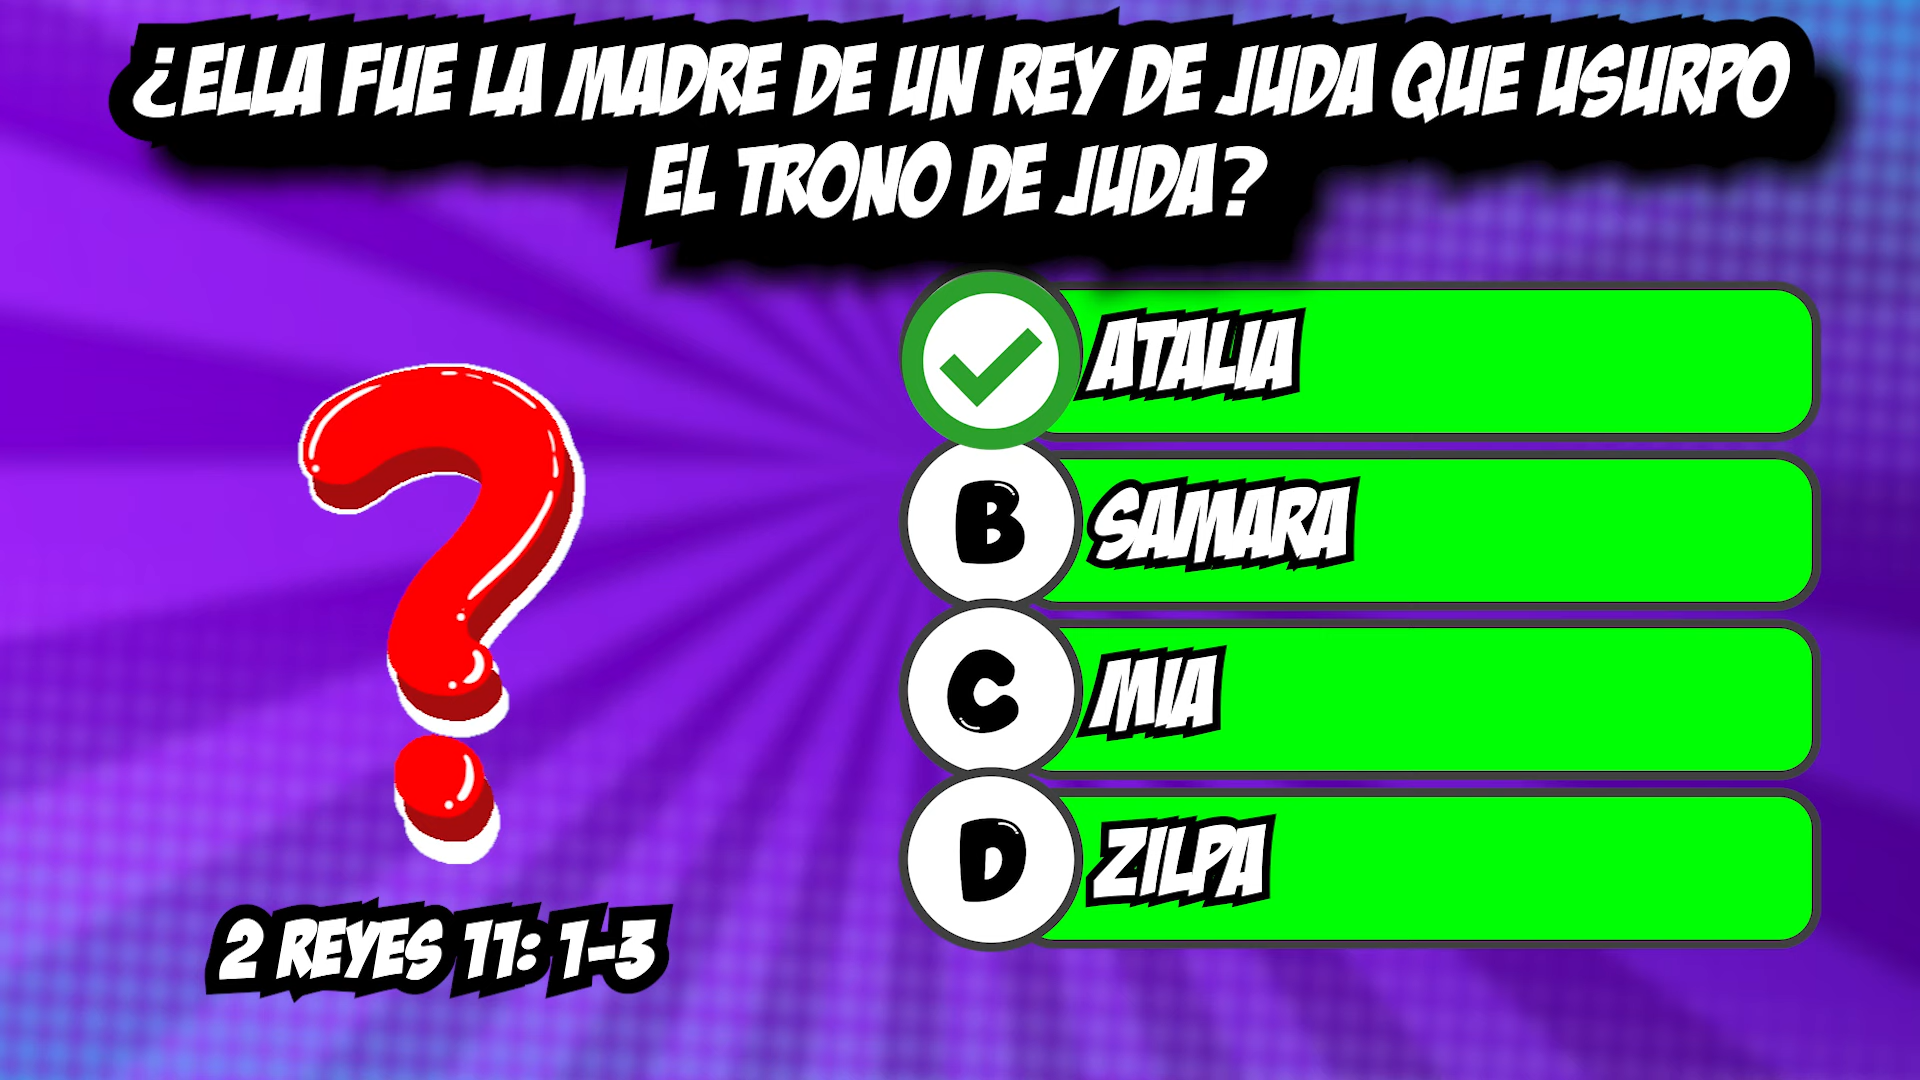 ¿ELLA FUE LA MADRE DE UN REY DE JUDA QUE USURPO
EL TRONO DE JUDA?
ATALIA
B SAMARA
C MIA
D ZILPA
2 REYES 11: 1-3